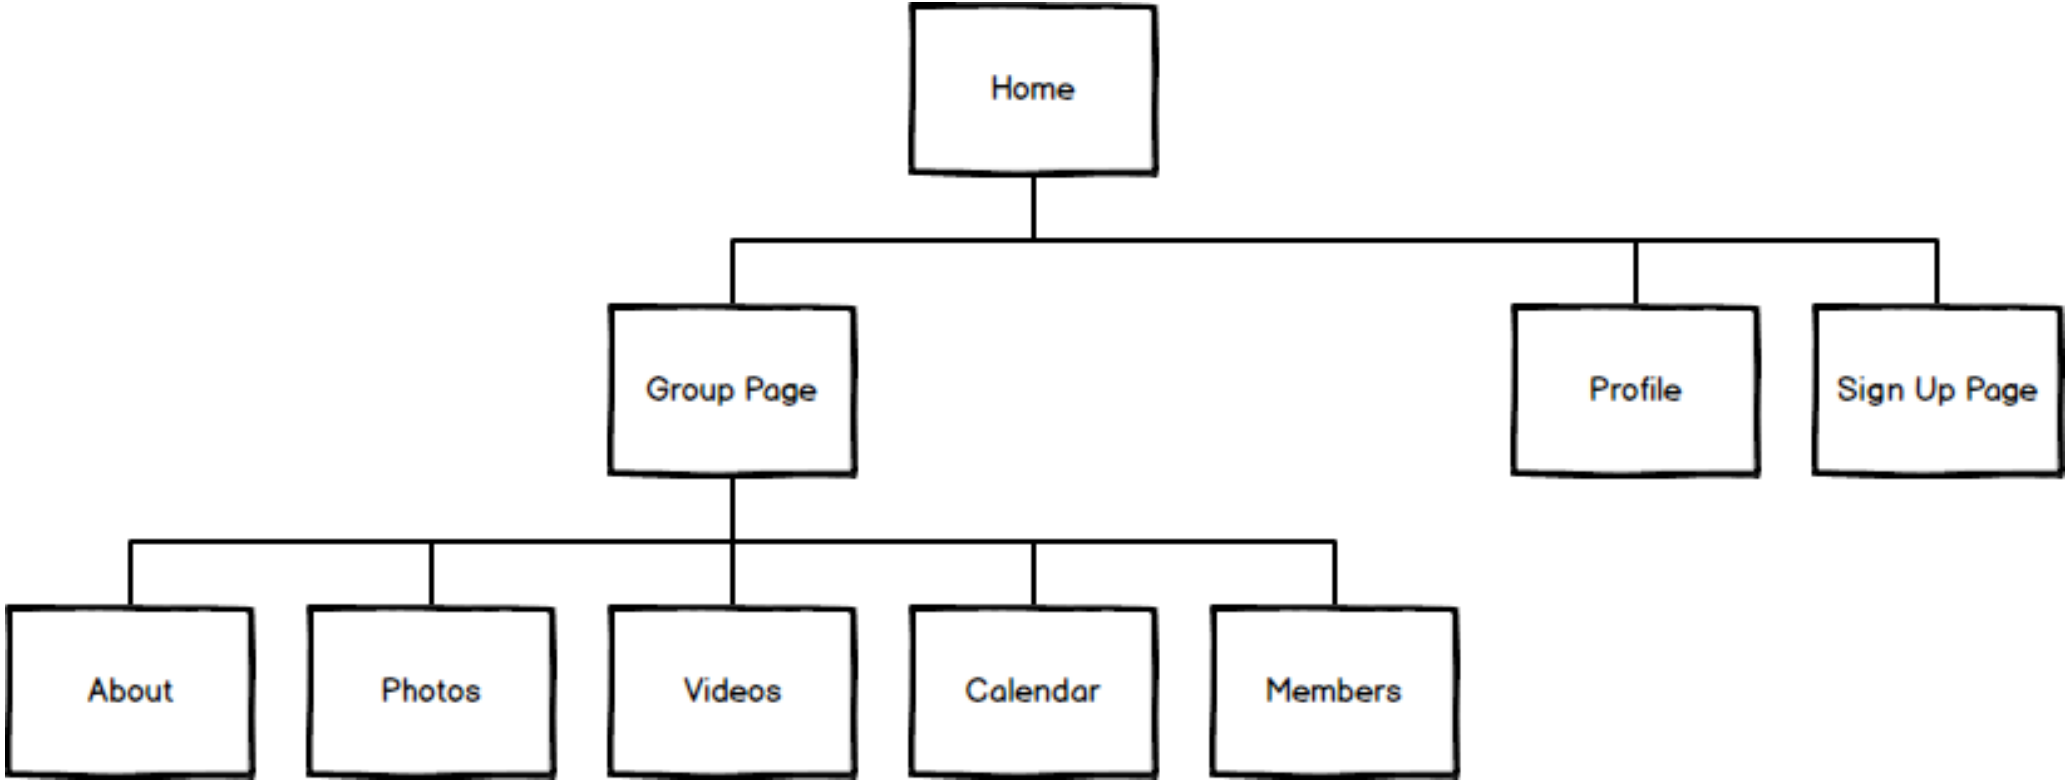 Home
Group Page
Profile
Sign Up Page
About
Photos
Videos
Calendar
Members